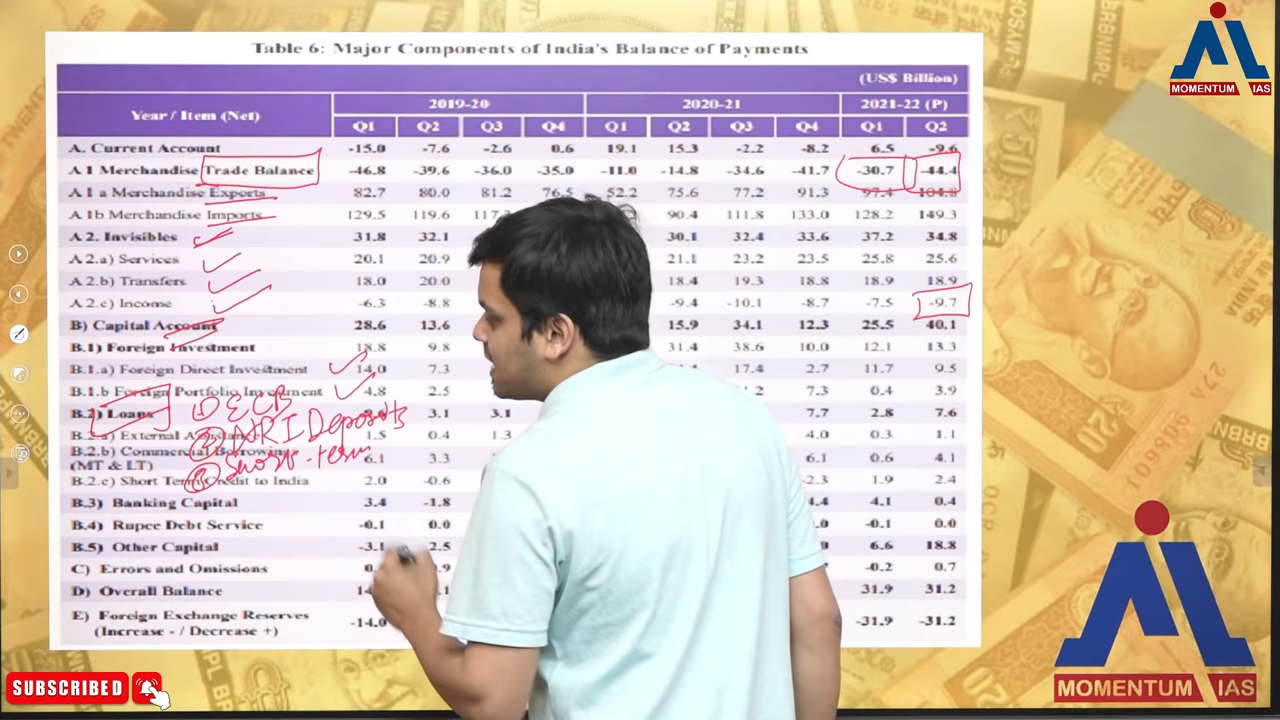 Table 6: Major Components of India's Balance of Payments
(US$ Billion)
Year / Item (Net) 2019-20 2020-21 2021-22 (P)
Q1 Q2 Q3 Q4 Q1 Q2 Q3 Q4 Q1 Q2
A. Current Account -15.0 -7.6 -2.6 0.6 19.1 15.3 -2.2 -8.2 6.5 -9.6
A 1 Merchandise Trade Balance -46.8 -39.6 -36.0 -35.0 -11.0 -14.8 -34.6 -41.7 -30.7 -44.4
A 1 a Merchandise Exports 82.7 80.0 81.2 76.5 52.2 75.6 77.2 91.3 97.4 104.8
A 1b Merchandise Imports 129.5 119.6 90.4 111.8 133.0 128.2 149.3
A 2. Invisibles 31.8 32.1 30.1 32.4 33.6 37.2 34.8
A 2.a) Services 20.1 20.9 21.1 23.2 23.5 25.8 25.6
A 2.b) Transfers 18.0 20.0 18.4 19.3 18.8 18.9 18.9
A 2.c) Income -6.3 -8.8 -9.4 -10.1 -8.7 -7.5 -9.7
B) Capital Account 28.6 13.6 15.9 34.1 12.3 25.5 40.1
B.1) Foreign Investment 18.8 9.8 31.4 38.6 10.0 12.1 13.3
B.1.a) Foreign Direct Investment 14.0 7.3 17.4 2.7 11.7 9.5
B.1.b Foreign Portfolio Investment 4.8 2.5 7.3 0.4 3.9
B.2) Loans 3.1 3.1 7.7 2.8 7.6
① ECB
② NRI Deposits
③ Short-term
B.2.a) External Assistance 1.5 0.4 1.3 4.0 0.3 1.1
B.2.b) Commercial Borrowings
(MT & LT) 6.1 3.3 6.1 0.6 4.1
B.2.c) Short Term Credit to India 2.0 -0.6 -2.3 1.9 2.4
B.3) Banking Capital 3.4 -1.8 4.1 0.4
B.4) Rupee Debt Service -0.1 0.0 -0.1 0.0
B.5) Other Capital -3.1 6.6 18.8
C) Errors and Omissions -0.2 0.7
D) Overall Balance 31.9 31.2
E) Foreign Exchange Reserves
(Increase - / Decrease +) -14.0 -31.9 -31.2
MOMENTUM IAS
MOMENTUM IAS
SUBSCRIBED